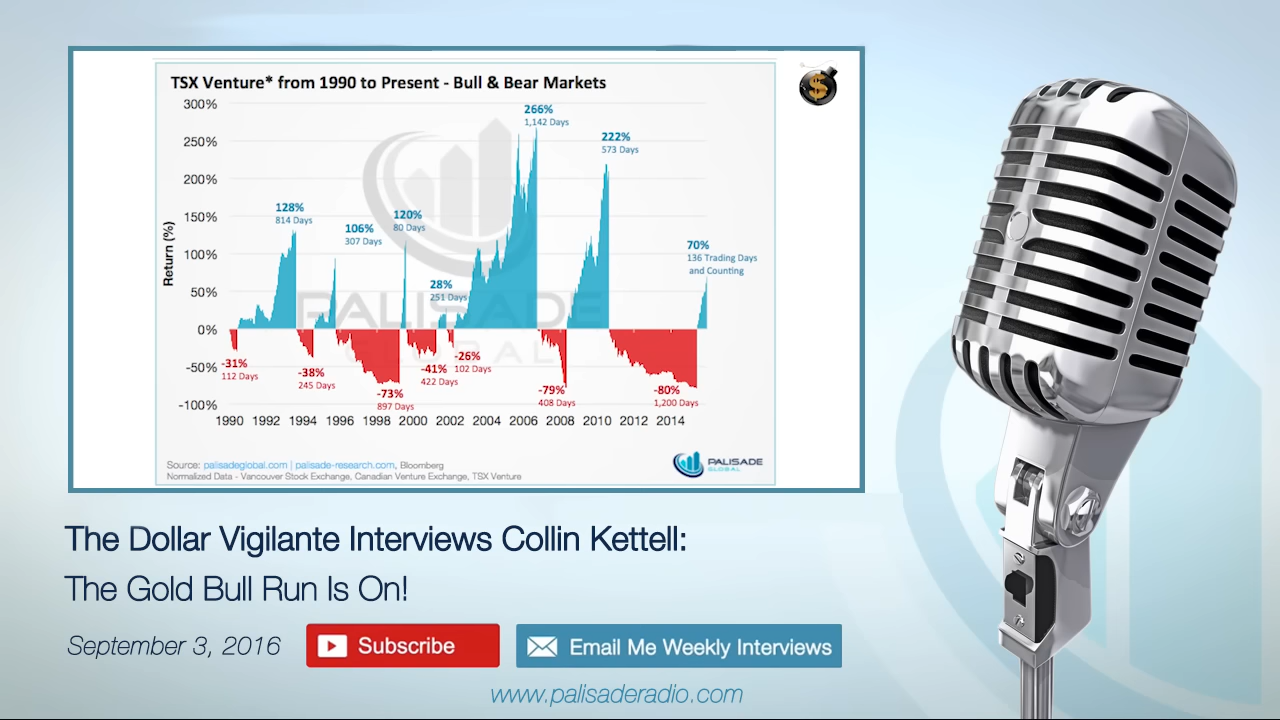 TSX Venture* from 1990 to Present - Bull & Bear Markets
300%
250%
200%
150%
100%
50%
0%
-50%
-100%
Return (%)
128%
814 Days
106%
307 Days
120%
80 Days
28%
251 Days
266%
1,142 Days
222%
573 Days
70%
136 Trading Days
and Counting
-31%
112 Days
-38%
245 Days
-73%
897 Days
-41%
422 Days
-26%
102 Days
-79%
408 Days
-80%
1,200 Days
1990 1992 1994 1996 1998 2000 2002 2004 2006 2008 2010 2012 2014
PALISADE
GLOBAL
Source: palisadeglobal.com | palisade-research.com, Bloomberg
Normalized Data - Vancouver Stock Exchange, Canadian Venture Exchange, TSX Venture
PALISADE
GLOBAL
$
The Dollar Vigilante Interviews Collin Kettell:
The Gold Bull Run Is On!
September 3, 2016
Subscribe
Email Me Weekly Interviews
www.palisaderadio.com